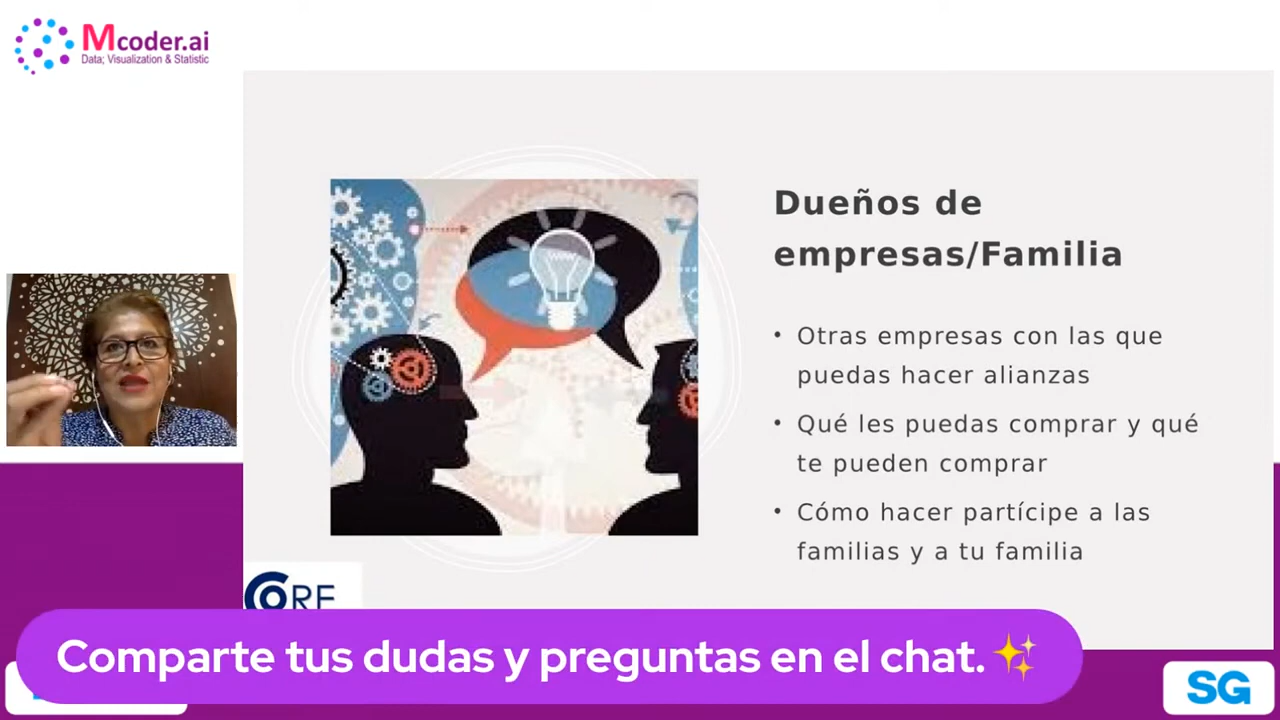 Mcoder.ai
Data; Visualization & Statistic
Dueños de
empresas/Familia
• Otras empresas con las que
puedas hacer alianzas
• Qué les puedas comprar y qué
te pueden comprar
• Cómo hacer partícipe a las
familias y a tu familia
CORE
Comparte tus dudas y preguntas en el chat.✨
SG